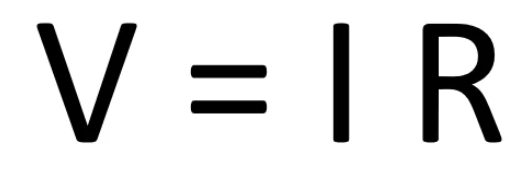 V = I R